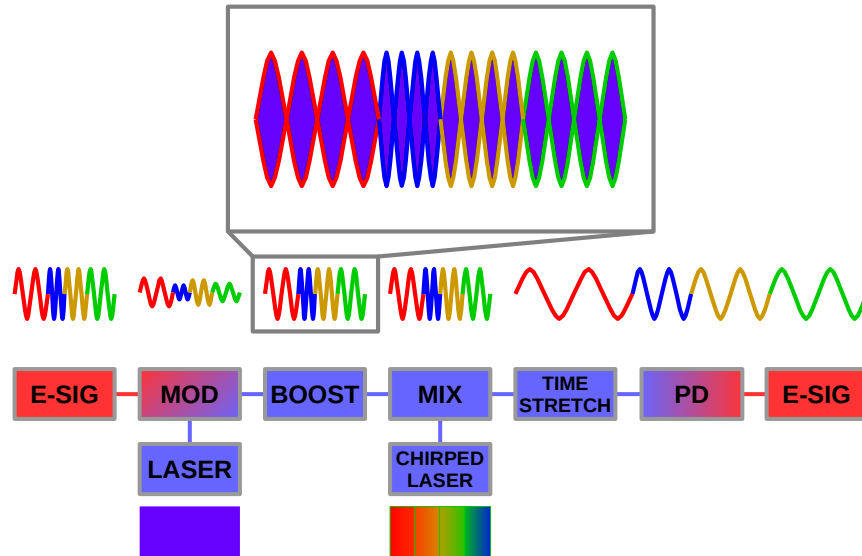 E-SIG
MOD
BOOST
MIX
TIME
STRETCH
PD
E-SIG
LASER
CHIRPED
LASER